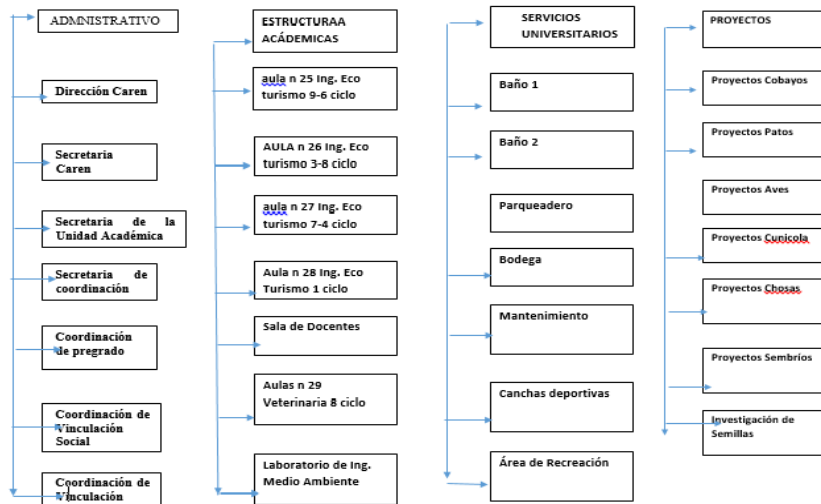 ADMNISTRATIVO
Dirección Caren
Secretaria
Caren
Secretaria de la
Unidad Académica
Secretaria de
coordinación
Coordinación
de pregrado
Coordinación de
Vinculación
Social
Coordinación de
Vinculación
ESTRUCTURAA
ACÁDEMICAS
aula n 25 Ing. Eco
turismo 9-6 ciclo
AULA n 26 Ing. Eco
turismo 3-8 ciclo
aula n 27 Ing. Eco
turismo 7-4 ciclo
Aula n 28 Ing. Eco
Turismo 1 ciclo
Sala de Docentes
Aulas n 29
Veterinaria 8 ciclo
Laboratorio de Ing.
Medio Ambiente
SERVICIOS
UNIVERSITARIOS
Baño 1
Baño 2
Parqueadero
Bodega
Mantenimiento
Canchas deportivas
Área de Recreación
PROYECTOS
Proyectos Cobayos
Proyectos Patos
Proyectos Aves
Proyectos Cunicola
Proyectos Chosas
Proyectos Sembríos
Investigación de
Semillas